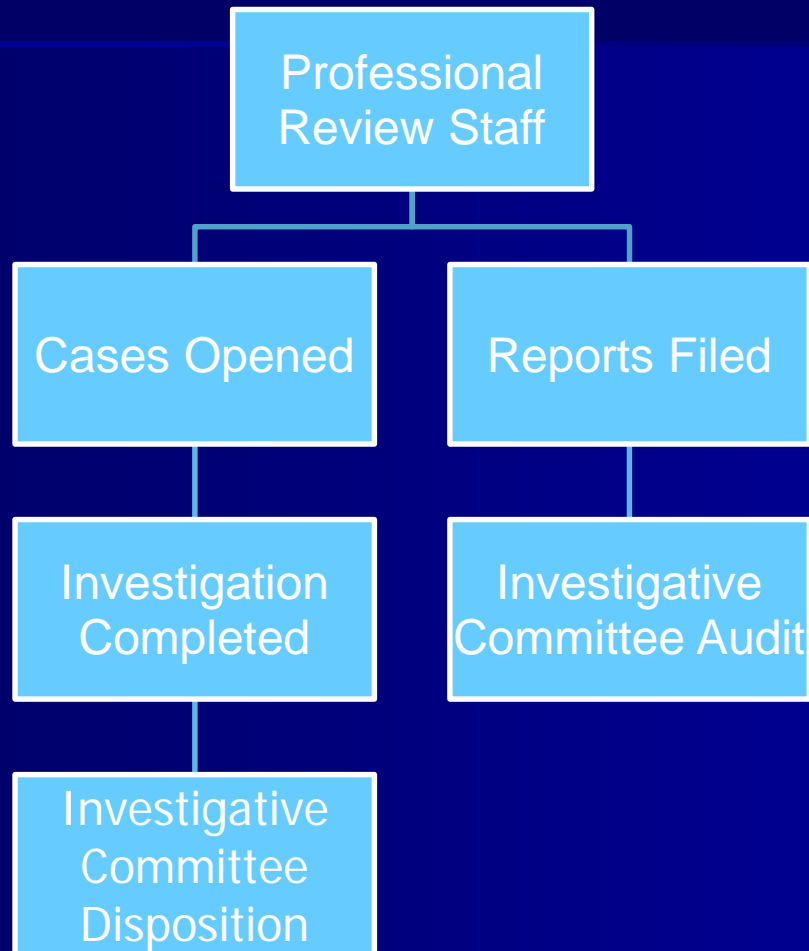 Professional
Review Staff
Cases Opened
Reports Filed
Investigation
Completed
Investigative
Committee Audit
Investigative
Committee
Disposition